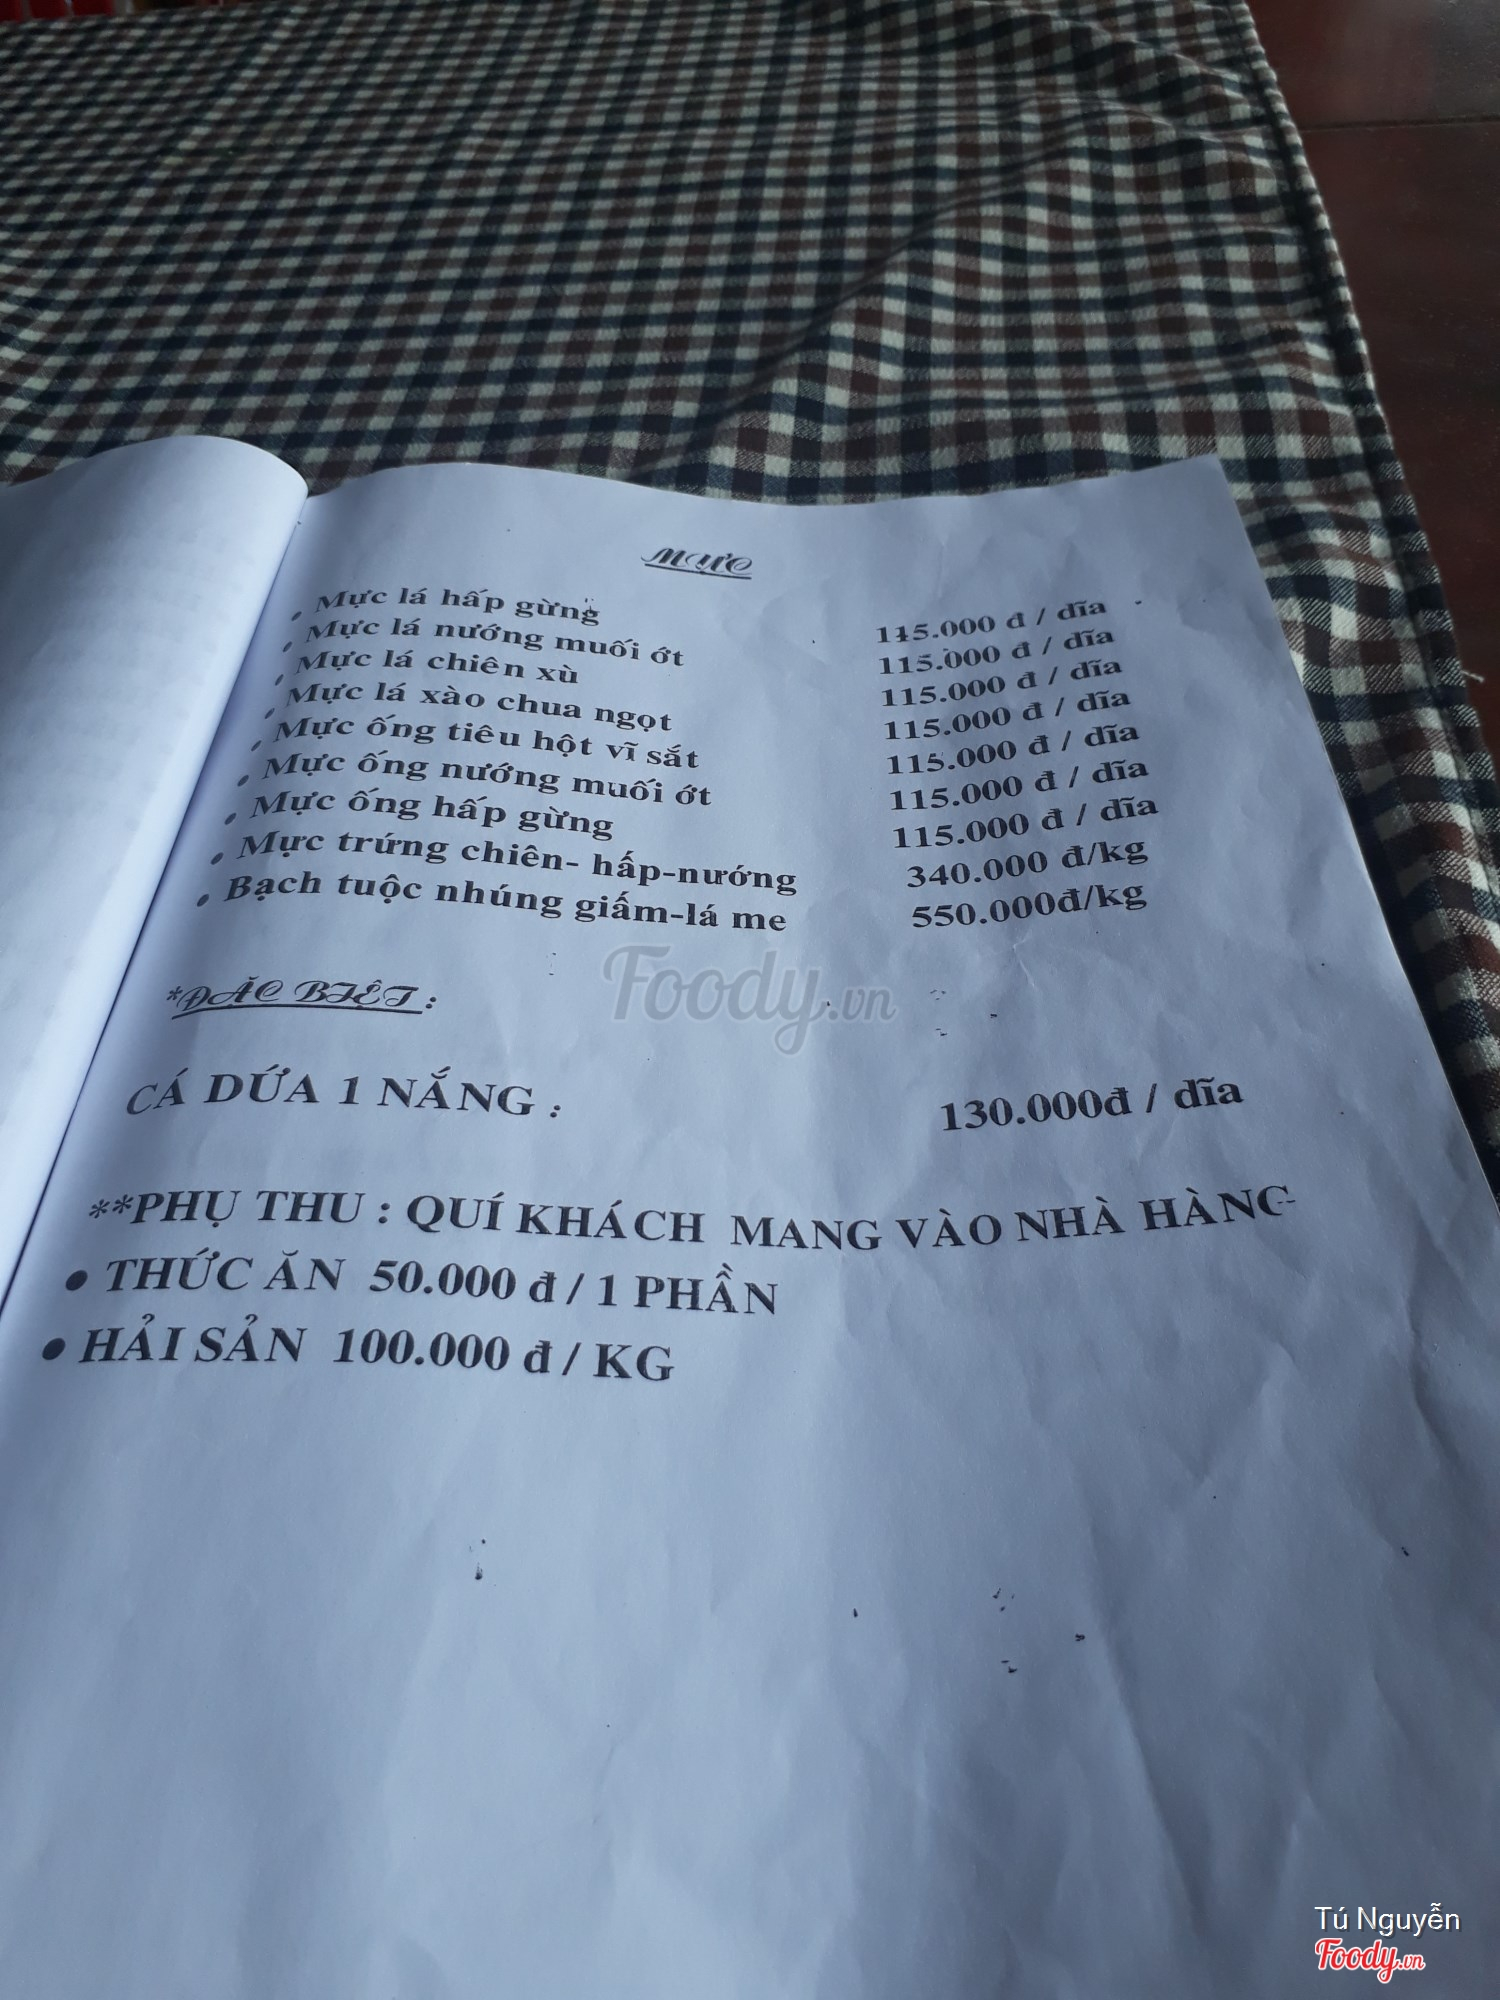 MỰC
• Mực lá hấp gừng 115.000 đ / dĩa
• Mực lá nướng muối ớt 115.000 đ / dĩa
• Mực lá chiên xù 115.000 đ / dĩa
• Mực lá xào chua ngọt 115.000 đ / dĩa
• Mực ống tiêu hột vĩ sắt 115.000 đ / dĩa
• Mực ống nướng muối ớt 115.000 đ / dĩa
• Mực ống hấp gừng 115.000 đ / dĩa
• Mực trứng chiên- hấp-nướng 340.000 đ/kg
• Bạch tuộc nhúng giấm-lá me 550.000đ/kg
*ĐẶC BIỆT :
Foody.vn
CÁ DỨA 1 NẮNG : 130.000đ / dĩa
**PHỤ THU : QUÍ KHÁCH MANG VÀO NHÀ HÀNG
• THỨC ĂN 50.000 đ / 1 PHẦN
• HẢI SẢN 100.000 đ / KG
Tú Nguyễn
Foody.vn